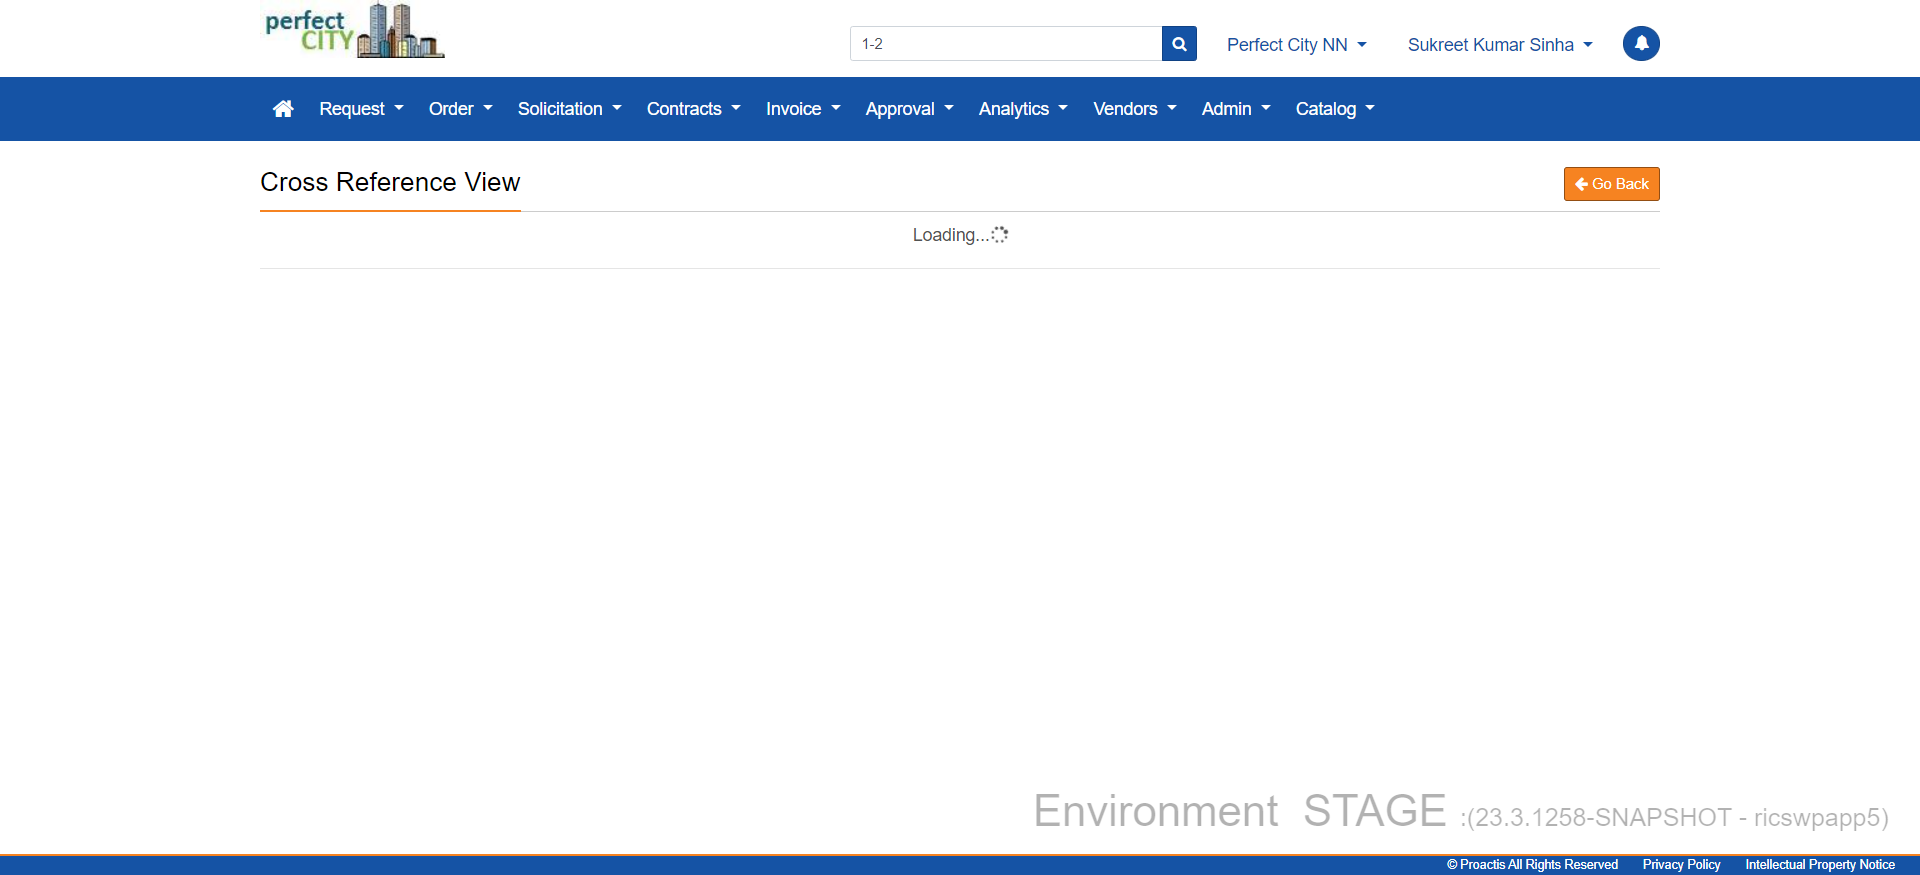 perfect
CITY
1-2
Perfect City NN
Sukreet Kumar Sinha
Request Order Solicitation Contracts Invoice Approval Analytics Vendors Admin Catalog
Cross Reference View
Go Back
Loading...
Environment STAGE :(23.3.1258-SNAPSHOT - ricswpapp5)
© Proactis All Rights Reserved Privacy Policy Intellectual Property Notice